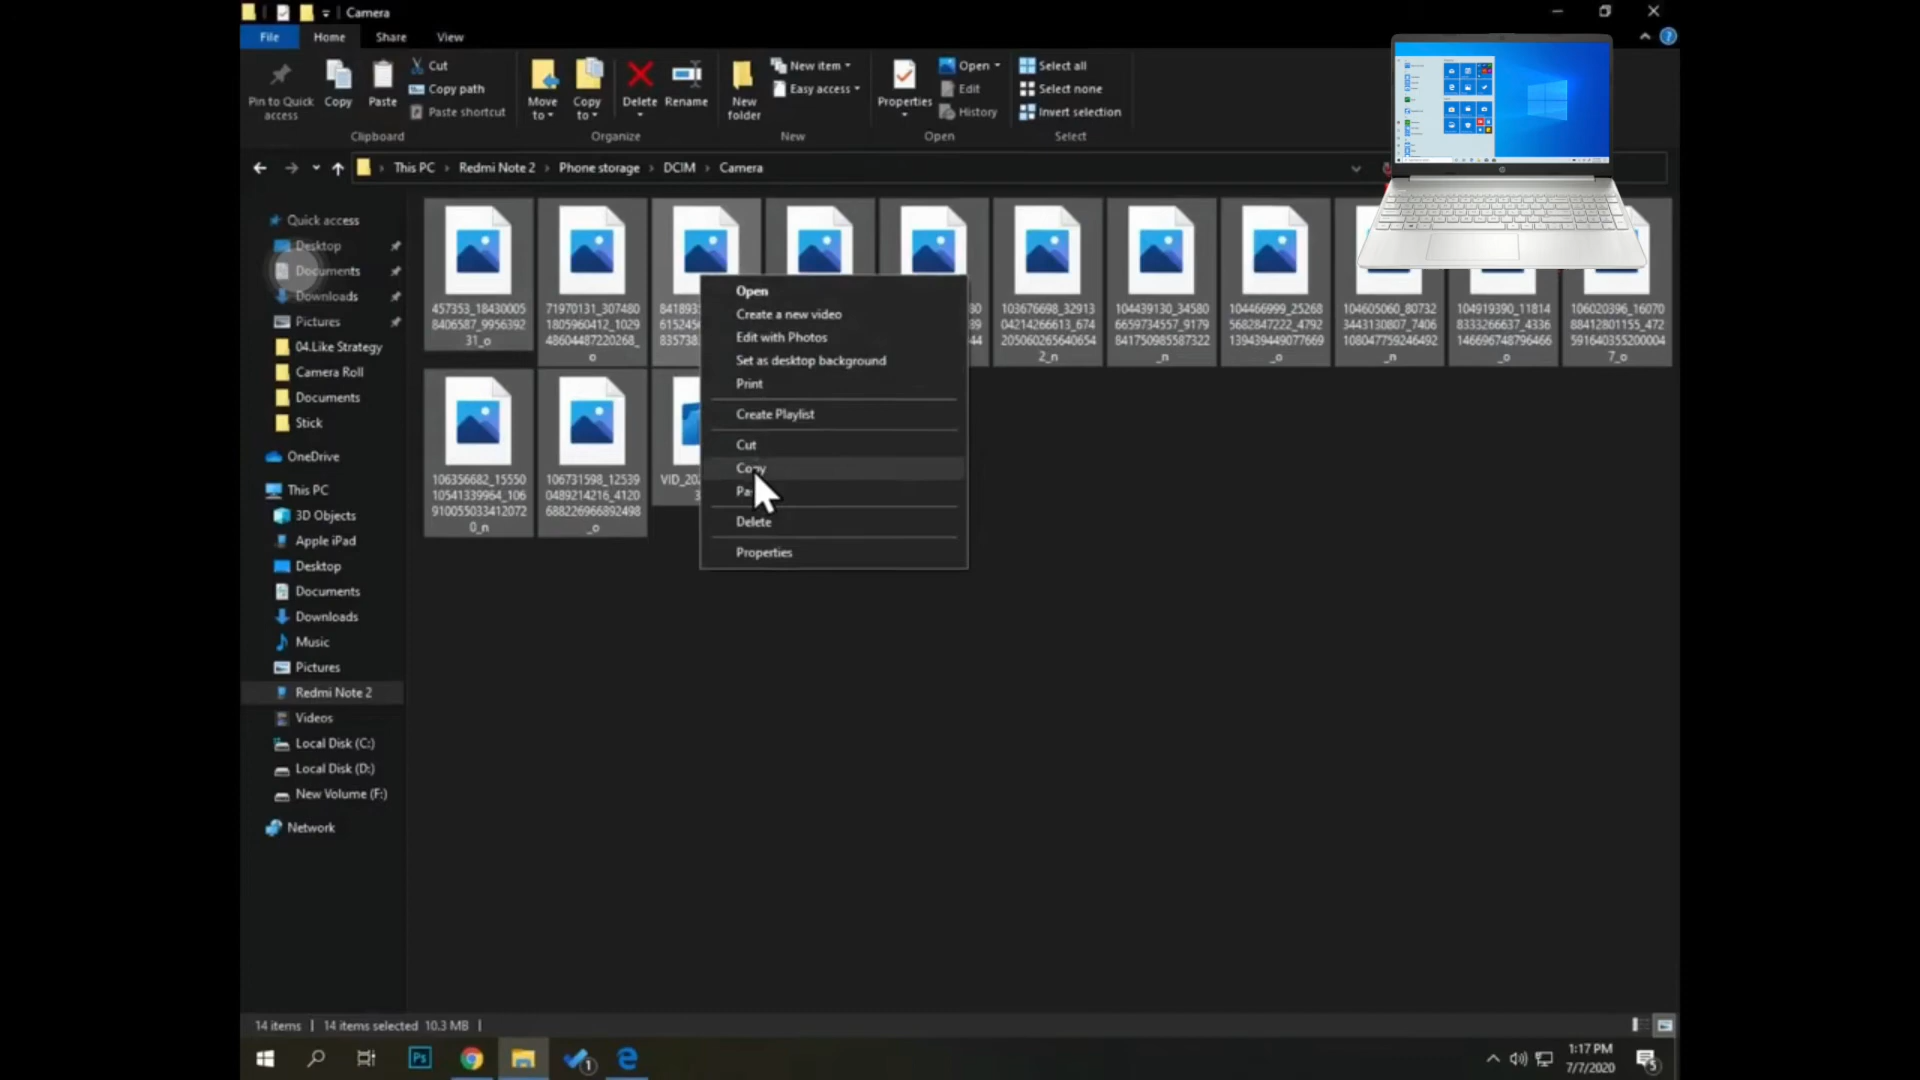 Camera
File Home Share View
Pin to Quick access
Copy
Paste
Cut
Copy path
Paste shortcut
Clipboard
Move to
Copy to
Delete
Rename
Organize
New folder
New item
Easy access
New
Properties
Open
Edit
History
Open
Select all
Select none
Invert selection
Select
This PC › Redmi Note 2 › Phone storage › DCIM › Camera
Quick access
Desktop
Documents
Downloads
Pictures
04.Like Strategy
Camera Roll
Documents
Stick
OneDrive
This PC
3D Objects
Apple iPad
Desktop
Documents
Downloads
Music
Pictures
Redmi Note 2
Videos
Local Disk (C:)
Local Disk (D:)
New Volume (F:)
Network
457353_18430005
8406587_9956392
31_o
71970131_307480
1805960412_1029
48604487220268_
o
103676698_32913
04214266613_674
205060265640654
2_n
104439130_34580
6659734557_9179
841750985587322
_n
104466999_25268
5682847222_4792
139439449077669
_o
104605060_80732
3443130807_7406
108047759246492
_n
104919390_11814
8333266637_4336
146696748796466
_o
106020396_16070
88412801155_472
591640355200004
7_o
106356682_15550
10541339964_106
910055033412072
0_n
106731598_12539
0489214216_4120
688226966892498
_o
Open
Create a new video
Edit with Photos
Set as desktop background
Print
Create Playlist
Cut
Copy
Delete
Properties
14 items | 14 items selected 10.3 MB |
Ps
1
1:17 PM
7/7/2020
5